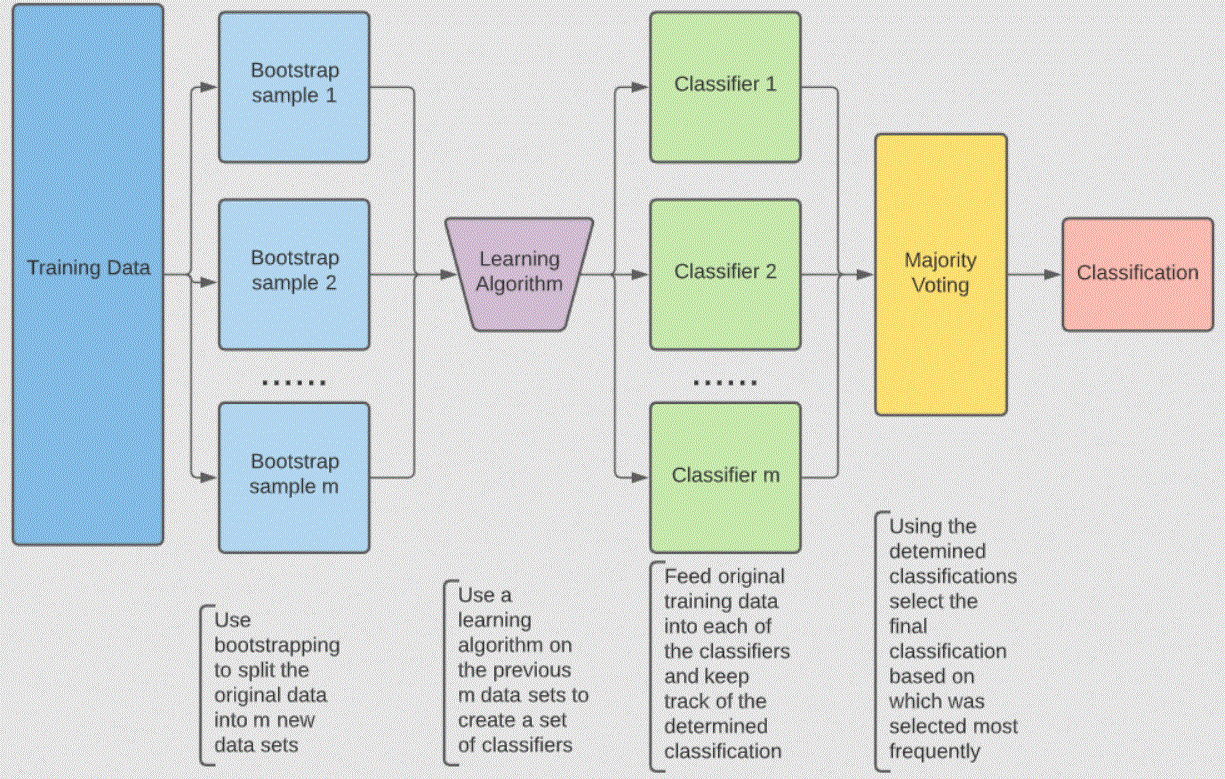 Training Data
Bootstrap
sample 1
Bootstrap
sample 2
......
Bootstrap
sample m
Learning
Algorithm
Classifier 1
Classifier 2
......
Classifier m
Majority
Voting
Classification
Use
bootstrapping
to split the
original data
into m new
data sets
Use a
learning
algorithm on
the previous
m data sets to
create a set
of classifiers
Feed original
training data
into each of
the classifiers
and keep
track of the
determined
classification
Using the
detemined
classifications
select the
final
classification
based on
which was
selected most
frequently